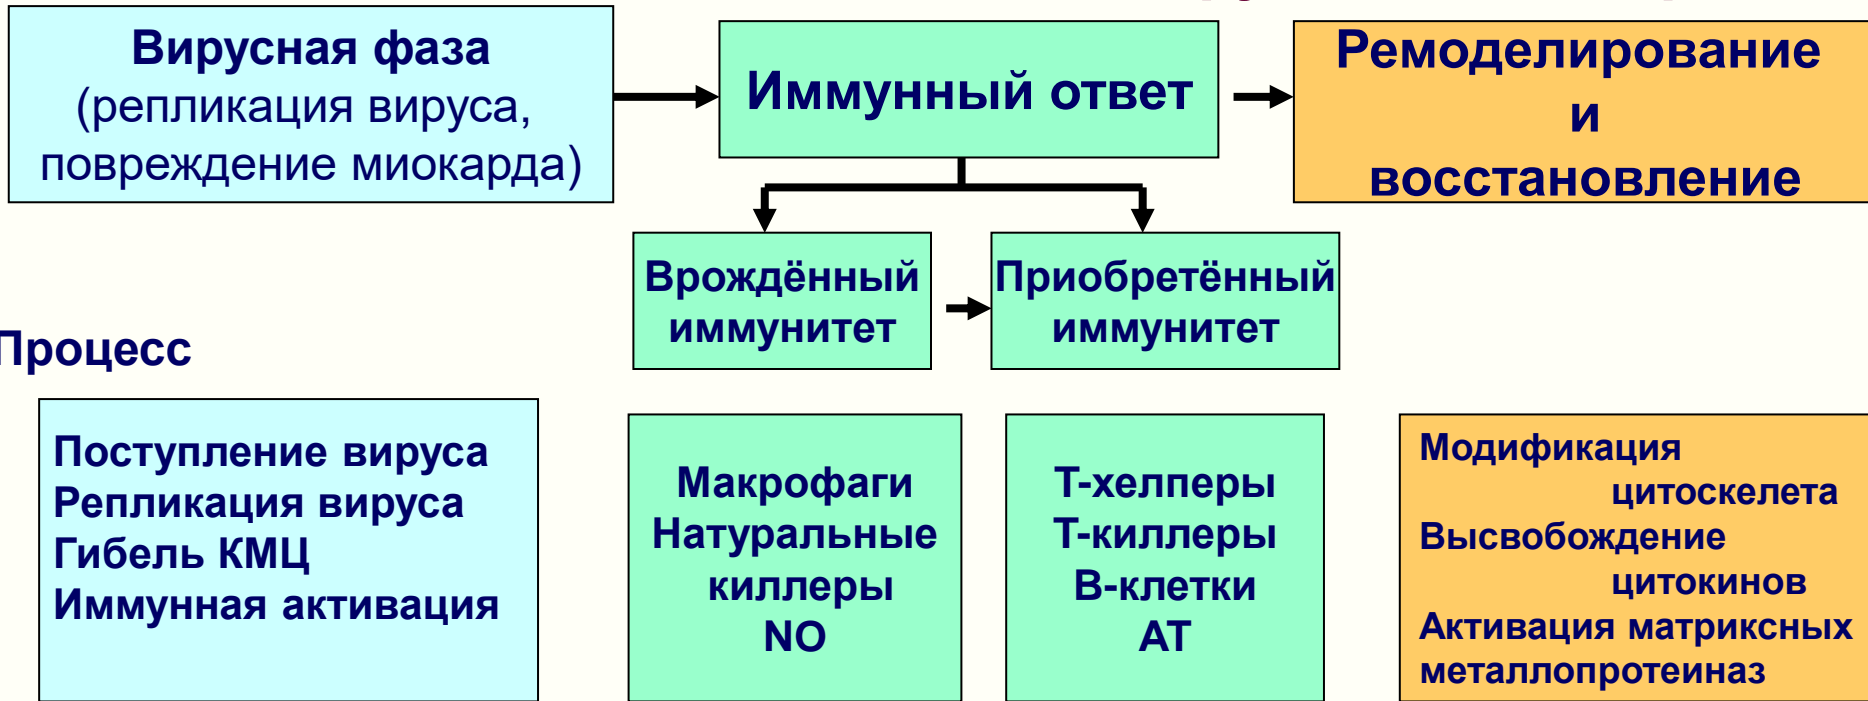 Вирусная фаза
(репликация вируса,
повреждение миокарда)
Иммунный ответ
Ремоделирование
и
восстановление
Врождённый
иммунитет
Приобретённый
иммунитет
Процесс
Поступление вируса
Репликация вируса
Гибель КМЦ
Иммунная активация
Макрофаги
Натуральные
киллеры
NO
Т-хелперы
Т-киллеры
В-клетки
АТ
Модификация
цитоскелета
Высвобождение
цитокинов
Активация матриксных
металлопротеиназ